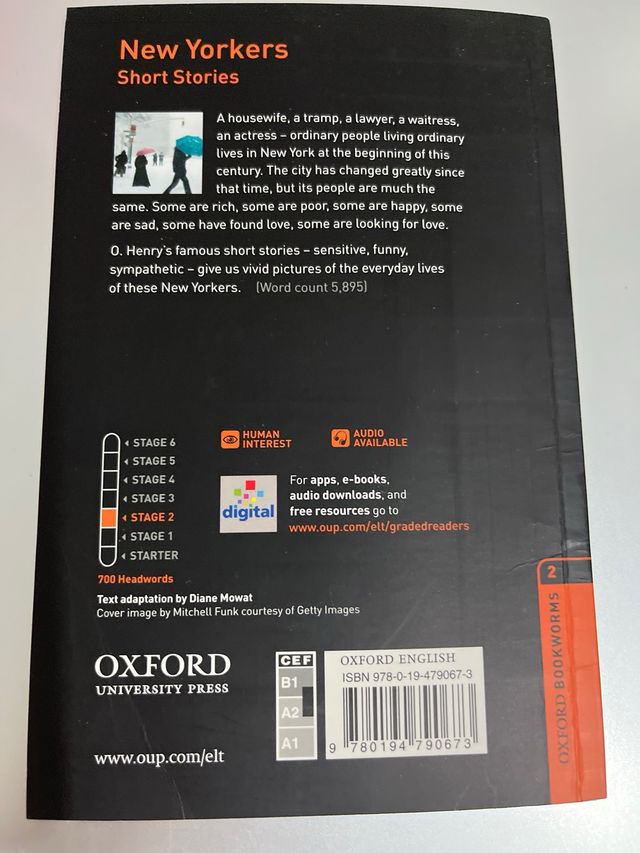 New Yorkers
Short Stories
A housewife, a tramp, a lawyer, a waitress,
an actress – ordinary people living ordinary
lives in New York at the beginning of this
century. The city has changed greatly since
that time, but its people are much the
same. Some are rich, some are poor, some are happy, some
are sad, some have found love, some are looking for love.
O. Henry's famous short stories – sensitive, funny,
sympathetic – give us vivid pictures of the everyday lives
of these New Yorkers. (Word count 5,895)
STAGE 6
STAGE 5
STAGE 4
STAGE 3
STAGE 2
STAGE 1
STARTER
700 Headwords
HUMAN
INTEREST
AUDIO
AVAILABLE
digital
For apps, e-books,
audio downloads, and
free resources go to
www.oup.com/elt/gradedreaders
Text adaptation by Diane Mowat
Cover image by Mitchell Funk courtesy of Getty Images
OXFORD
UNIVERSITY PRESS
www.oup.com/elt
CEF
B1
A2
A1
OXFORD ENGLISH
ISBN 978-0-19-479067-3
9 780194 790673
2
OXFORD BOOKWORMS